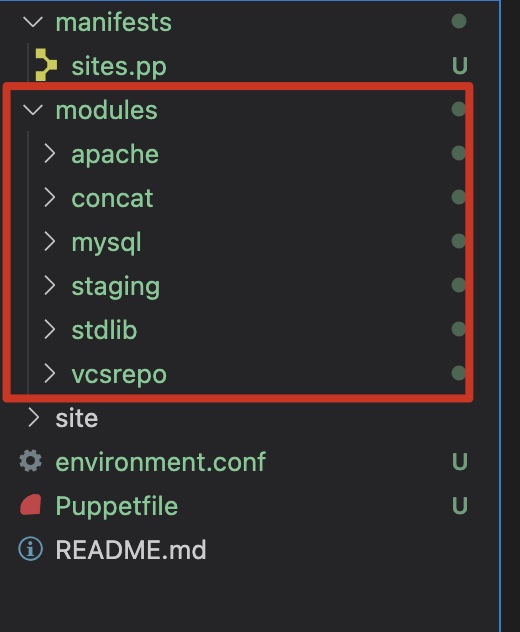 manifests
sites.pp U
modules
apache
concat
mysql
staging
stdlib
vcsrepo
site
environment.conf U
Puppetfile U
README.md